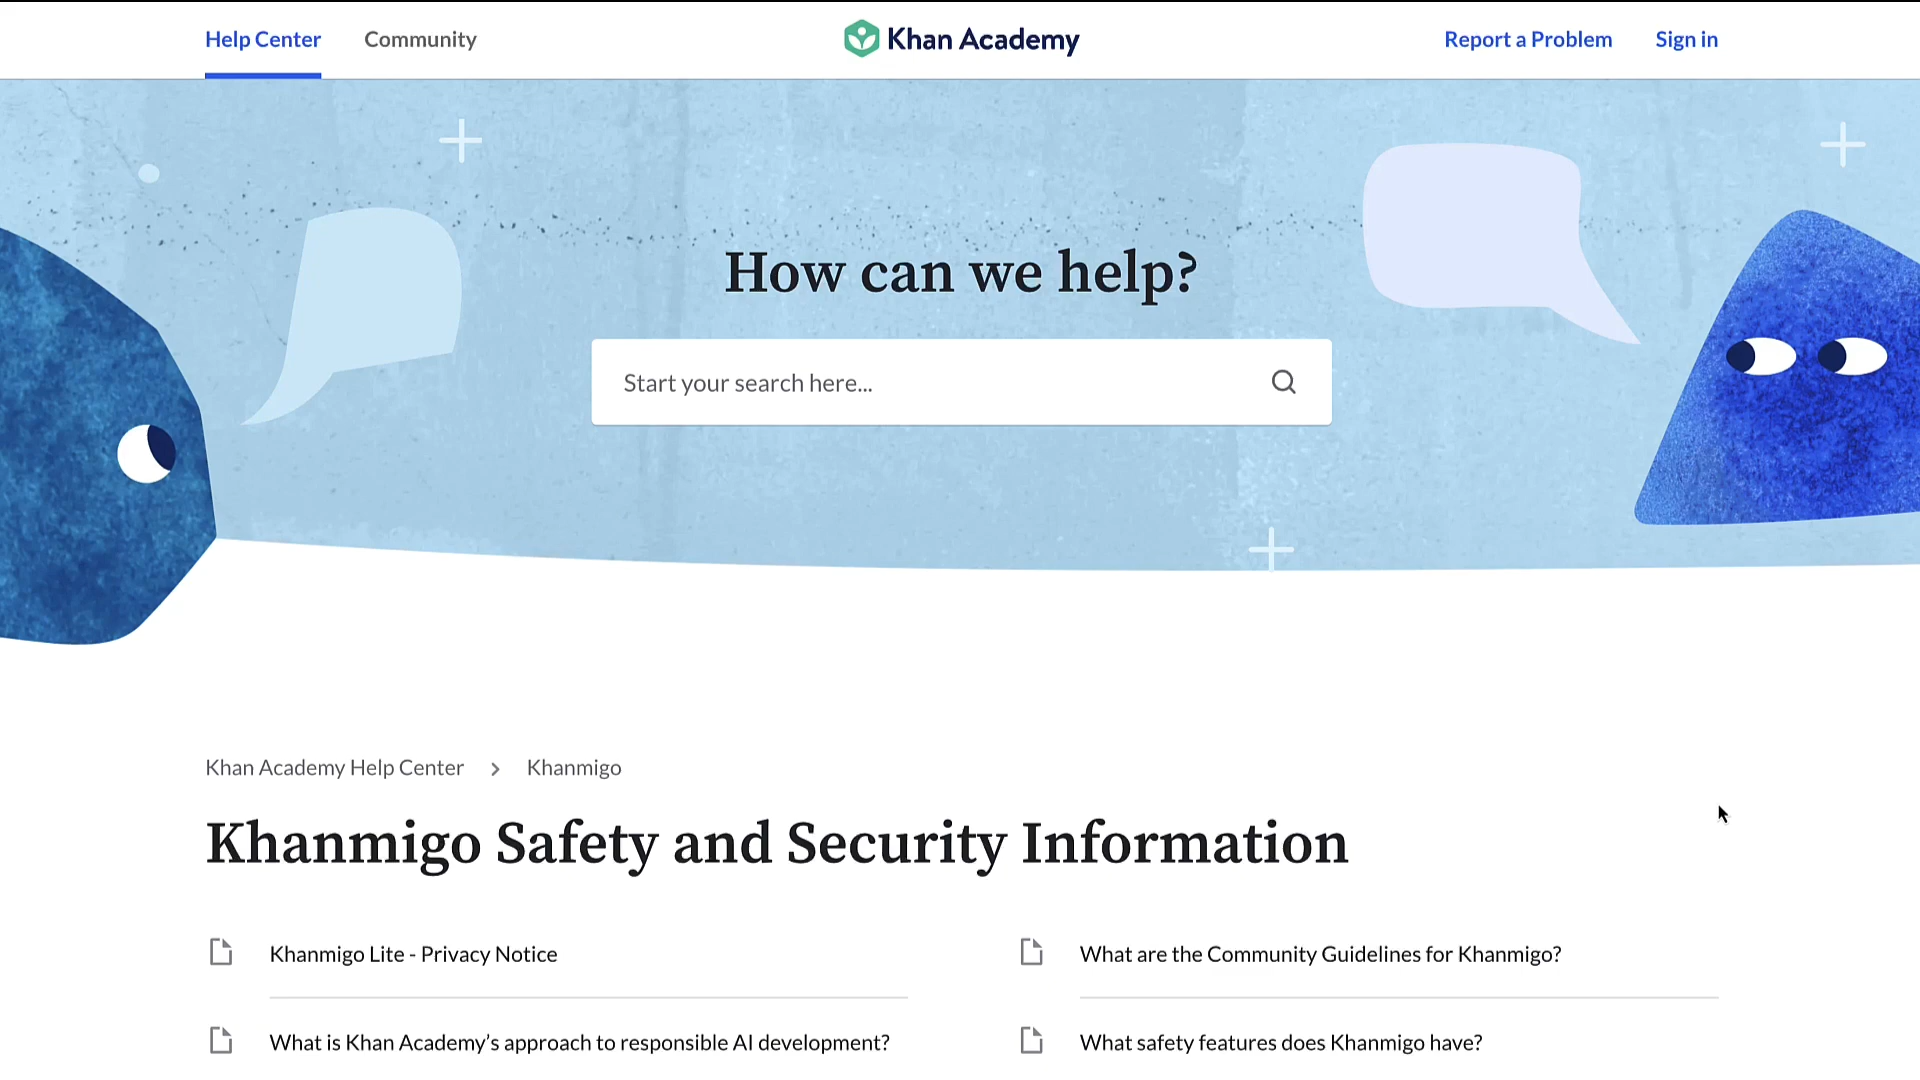 Help Center
Community
Khan Academy
Report a Problem
Sign in
How can we help?
Start your search here...
Khan Academy Help Center
Khanmigo
Khanmigo Safety and Security Information
Khanmigo Lite - Privacy Notice
What are the Community Guidelines for Khanmigo?
What is Khan Academy’s approach to responsible AI development?
What safety features does Khanmigo have?